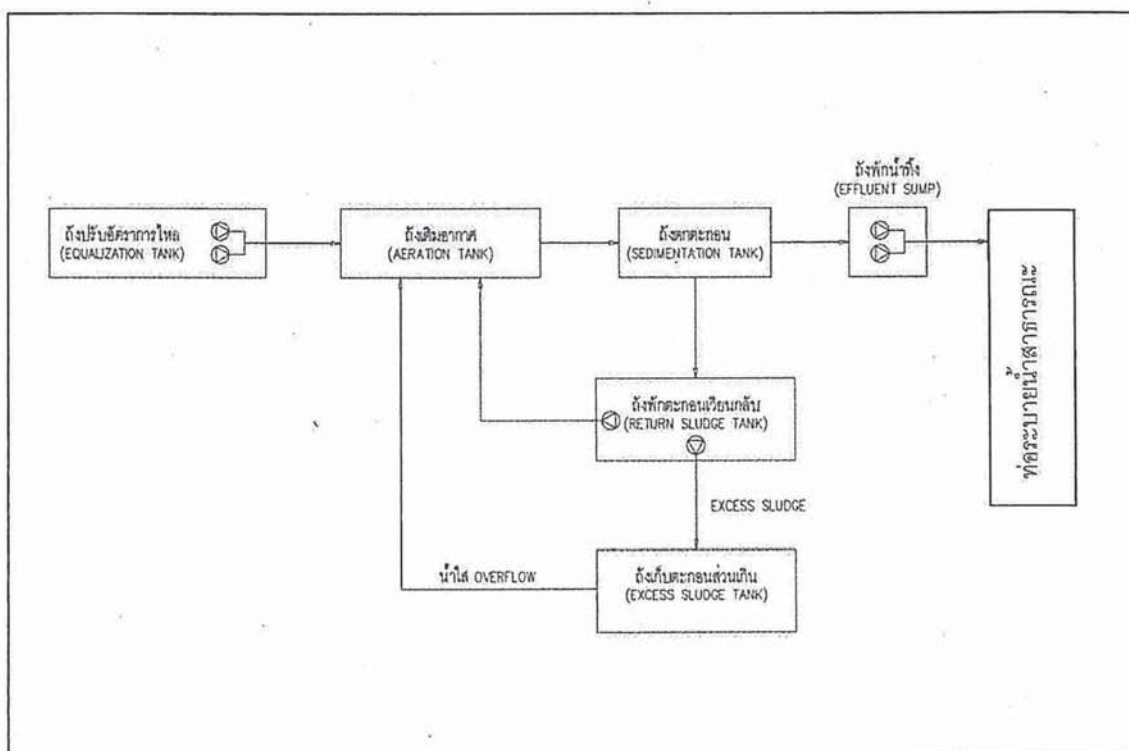 ถังพักน้ำทิ้ง
(EFFLUENT SUMP)
ถังปรับอัตราการไหล
(EQUALIZATION TANK)
ถังเติมอากาศ
(AERATION TANK)
ถังตกตะกอน
(SEDIMENTATION TANK)
ท่อระบายน้ำสาธารณะ
ถังพักตะกอนเวียนกลับ
(RETURN SLUDGE TANK)
EXCESS SLUDGE
น้ำใส OVERFLOW
ถังเก็บตะกอนส่วนเกิน
(EXCESS SLUDGE TANK)